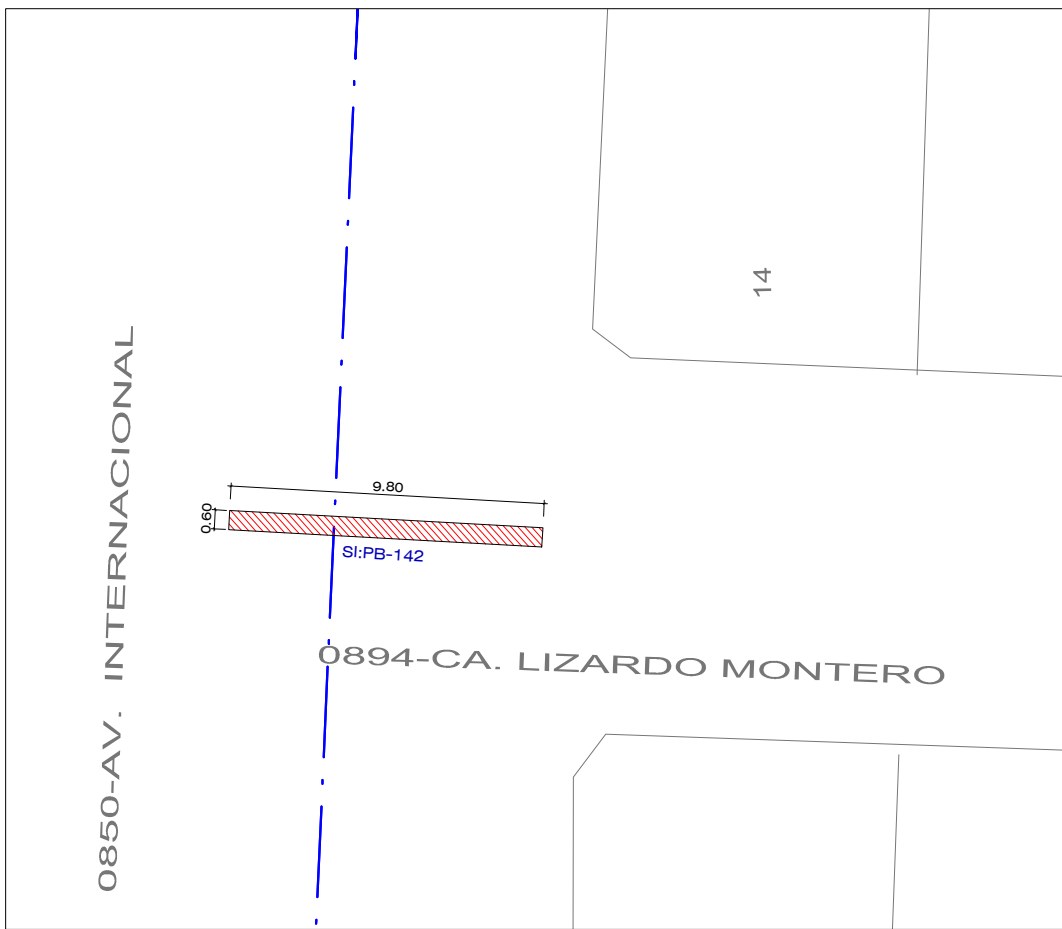 14
0850-AV. INTERNACIONAL
9.80
0.60
SI:PB-142
0894-CA. LIZARDO MONTERO